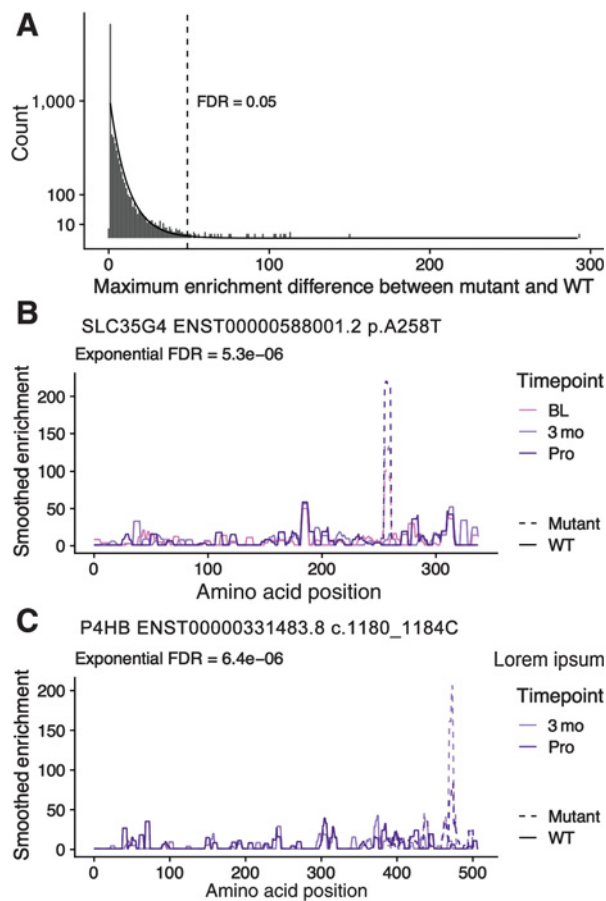 A
Count
1,000
100
10
FDR = 0.05
0 100 200 300
Maximum enrichment difference between mutant and WT
B
SLC35G4 ENST00000588001.2 p.A258T
Exponential FDR = 5.3e-06
Smoothed enrichment
200
150
100
50
0
0 100 200 300
Amino acid position
Timepoint
BL
3 mo
Pro
Mutant
WT
C
P4HB ENST00000331483.8 c.1180_1184C
Exponential FDR = 6.4e-06
Lorem ipsum
Smoothed enrichment
200
150
100
50
0
0 100 200 300 400 500
Amino acid position
Timepoint
3 mo
Pro
Mutant
WT